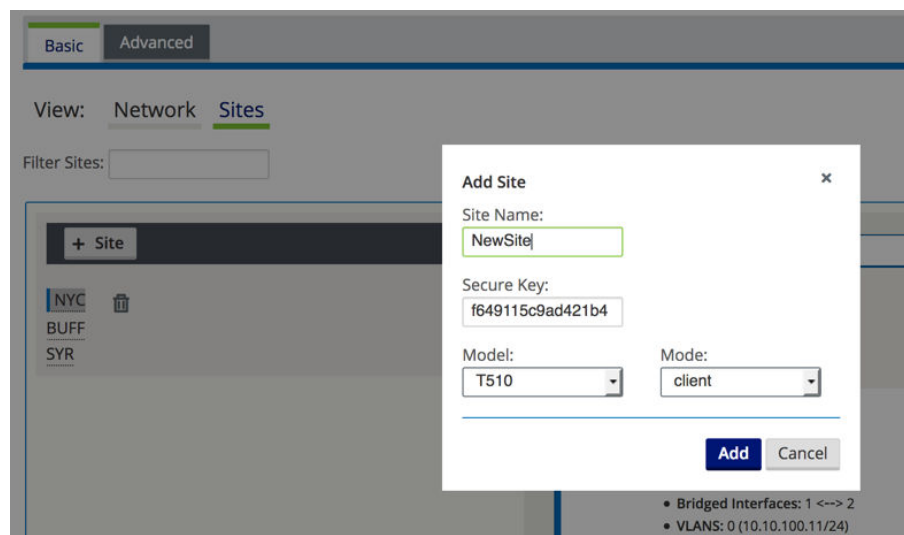 Basic Advanced
View: Network Sites
Filter Sites:
Add Site ×
Site Name:
NewSite
+ Site
Secure Key:
f649115c9ad421b4
NYC
BUFF
SYR
Model: Mode:
T510 client
Add Cancel
• Bridged Interfaces: 1 <--> 2
• VLANS: 0 (10.10.100.11/24)